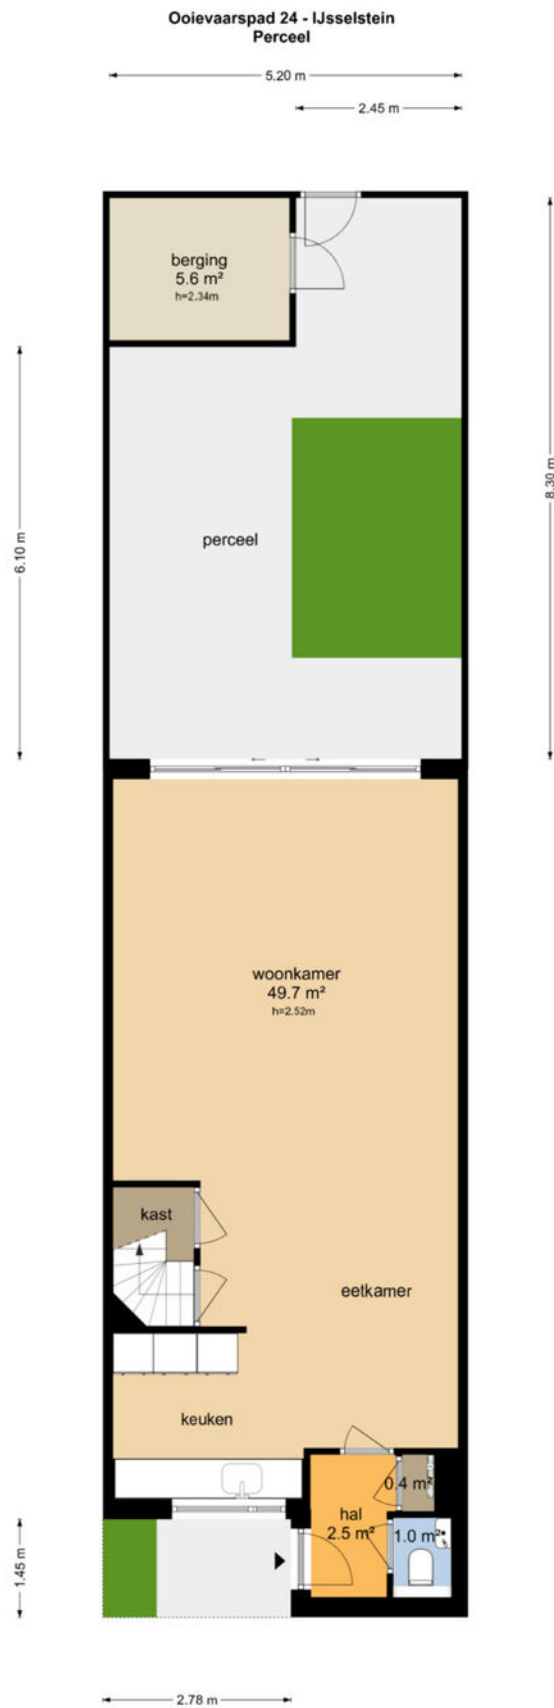 Ooievaarspad 24 - IJsselstein
Perceel
5.20 m
2.45 m
berging
5.6 m²
h=2.34m
6.10 m
8.30 m
perceel
woonkamer
49.7 m²
h=2.52m
kast
eetkamer
keuken
0.4 m²
hal
2.5 m²
1.0 m²
1.45 m
2.78 m